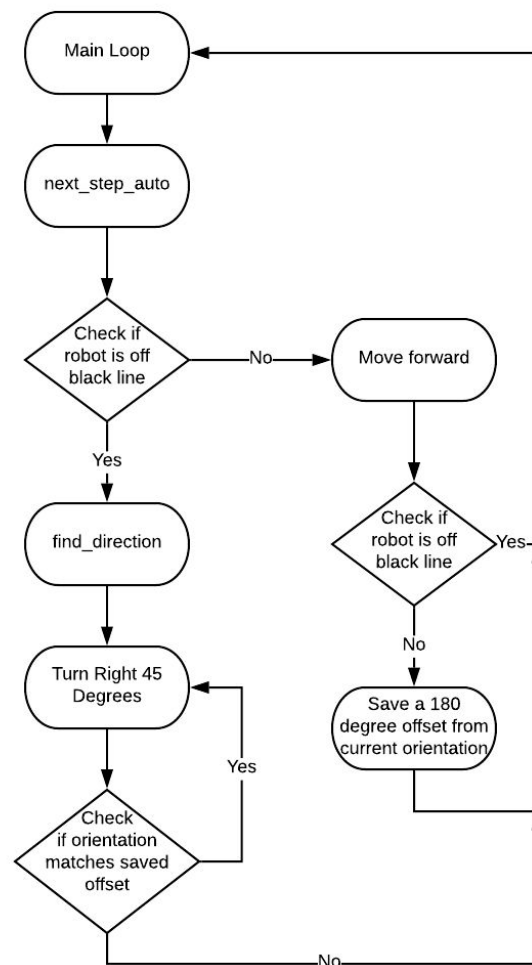 Main Loop
next_step_auto
Check if
robot is off
black line
No
Move forward
Yes
Check if
robot is off
black line
Yes
find_direction
No
Turn Right 45
Degrees
Save a 180
degree offset from
current orientation
Yes
Check
if orientation
matches saved
offset
No